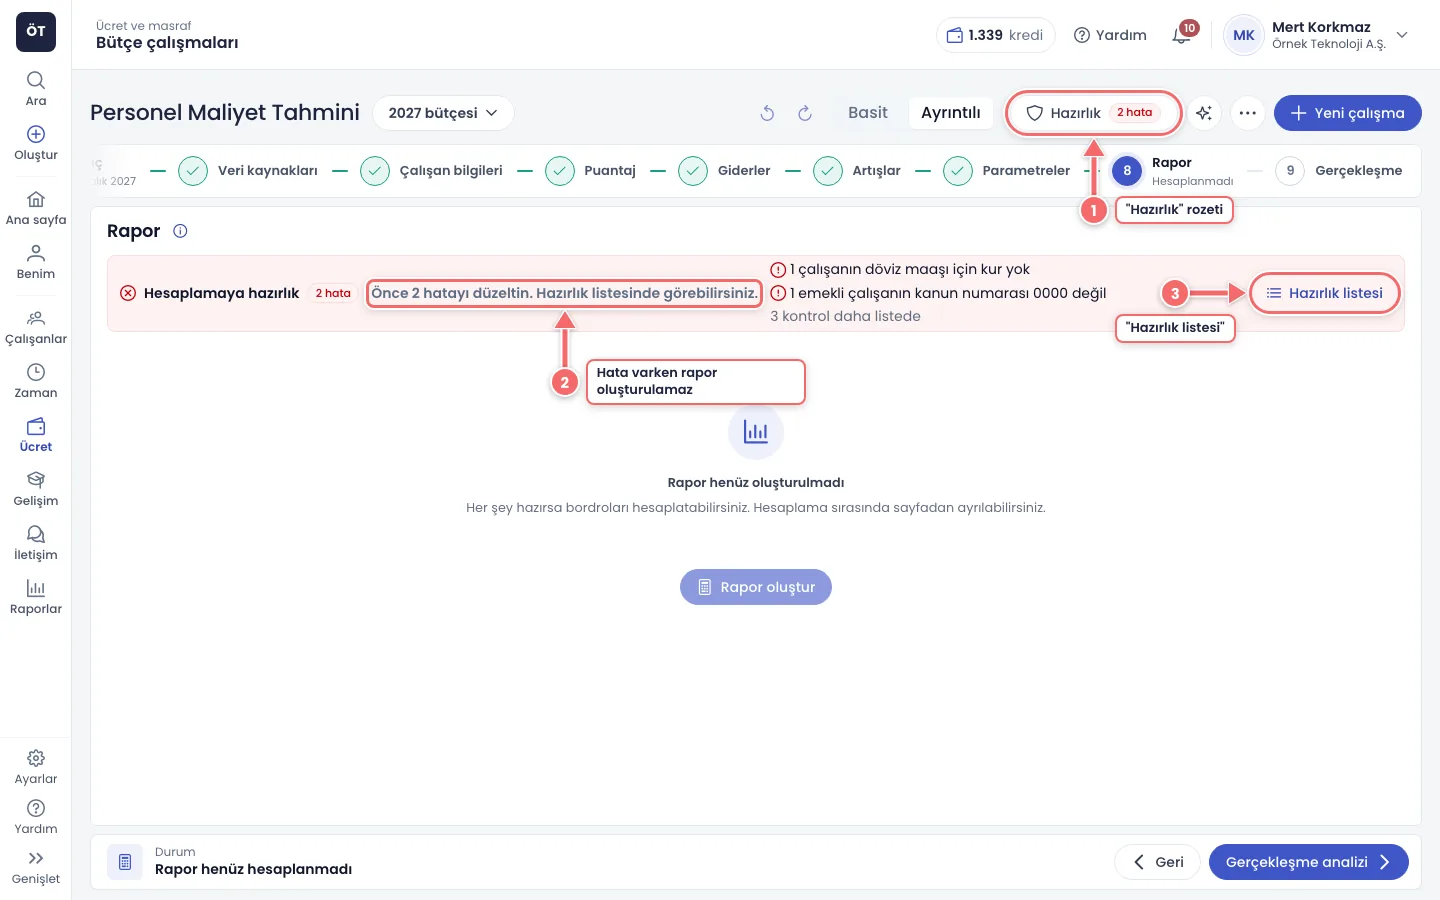 ÖT
Ara
Oluştur
Ana sayfa
Benim
Çalışanlar
Zaman
Ücret
Gelişim
İletişim
Raporlar
Ayarlar
Yardım
Genişlet
Ücret ve masraf
Bütçe çalışmaları
1.339 kredi
Yardım
10
MK
Mert Korkmaz
Örnek Teknoloji A.Ş.
Personel Maliyet Tahmini
2027 bütçesi
Basit
Ayrıntılı
Hazırlık
2 hata
Yeni çalışma
2027
Veri kaynakları
Çalışan bilgileri
Puantaj
Giderler
Artışlar
Parametreler
8
Rapor
Hesaplanmadı
9
Gerçekleşme
1
"Hazırlık" rozeti
Rapor
Hesaplamaya hazırlık
2 hata
Önce 2 hatayı düzeltin. Hazırlık listesinde görebilirsiniz.
1 çalışanın döviz maaşı için kur yok
1 emekli çalışanın kanun numarası 0000 değil
3 kontrol daha listede
3
Hazırlık listesi
"Hazırlık listesi"
2
Hata varken rapor
oluşturulamaz
Rapor henüz oluşturulmadı
Her şey hazırsa bordroları hesaplatabilirsiniz. Hesaplama sırasında sayfadan ayrılabilirsiniz.
Rapor oluştur
Durum
Rapor henüz hesaplanmadı
Geri
Gerçekleşme analizi